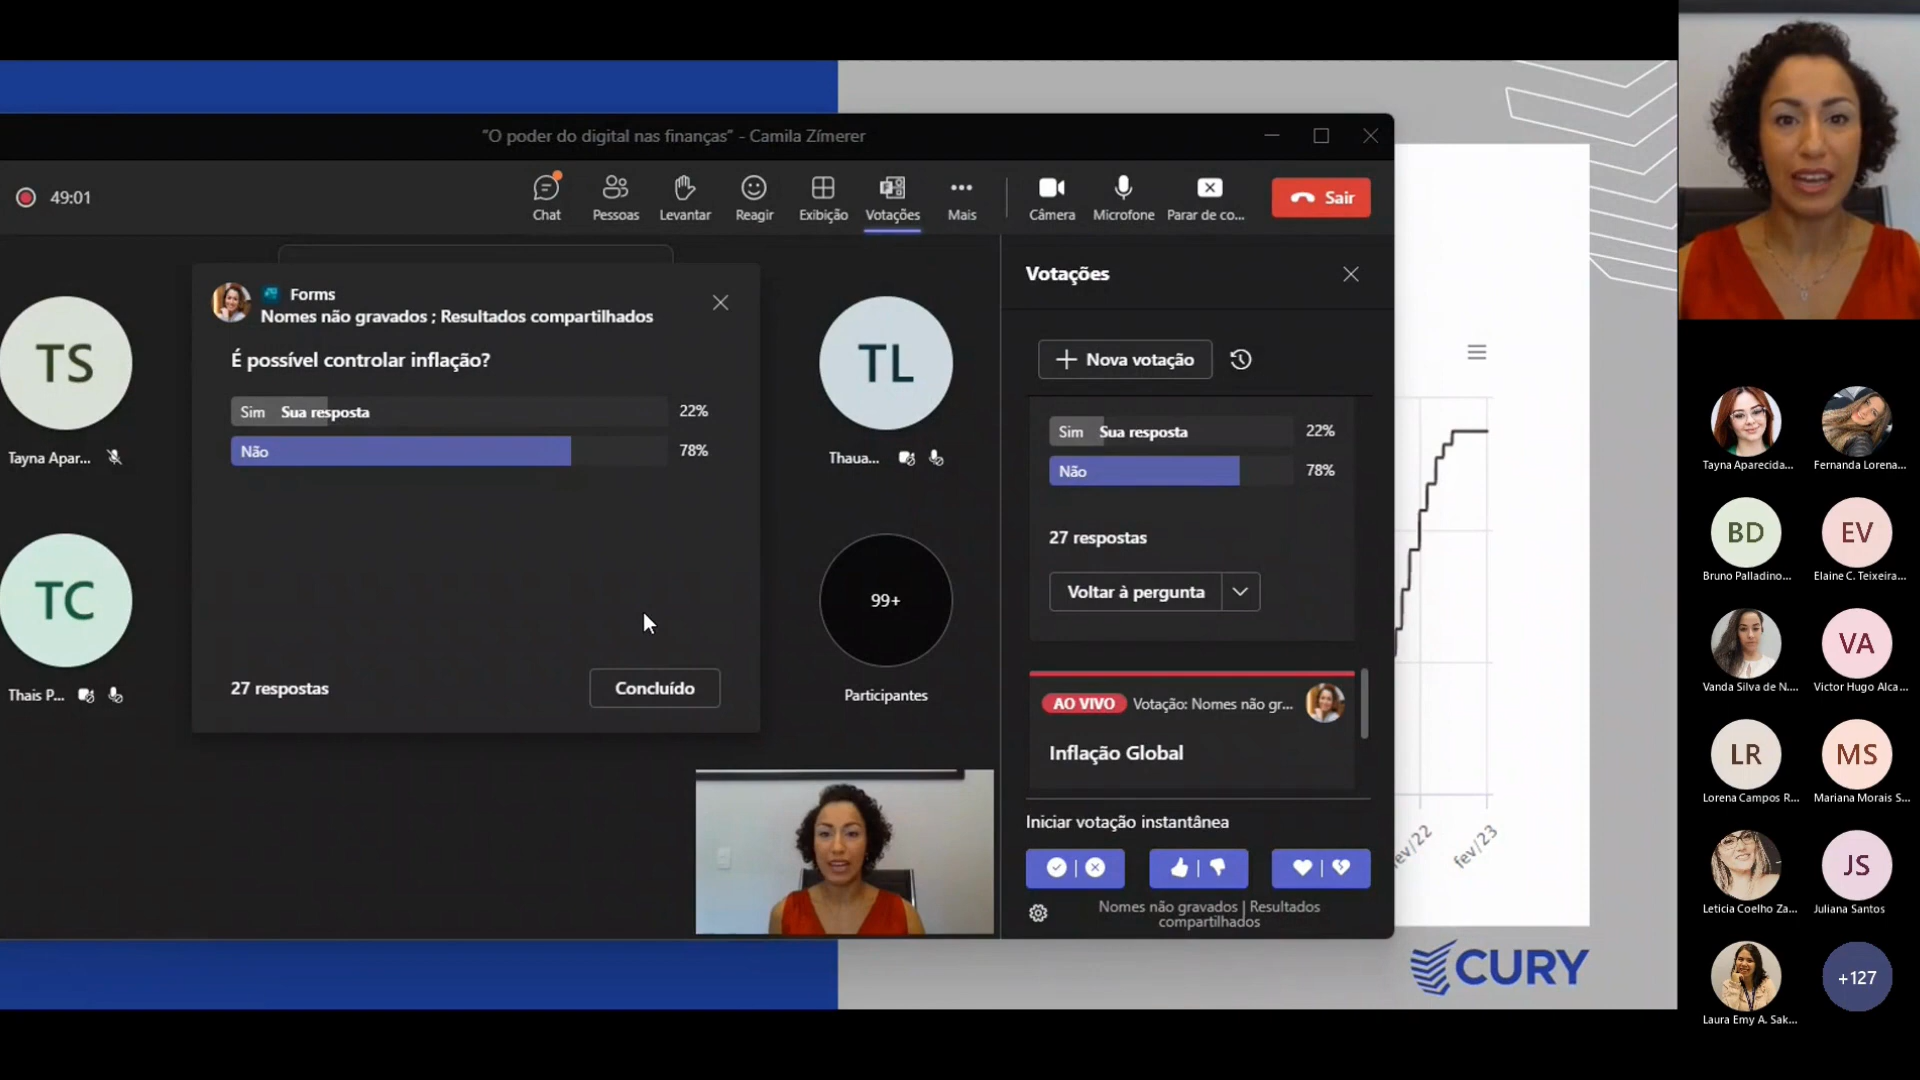 "O poder do digital nas finanças" - Camila Zímerer
49:01
Chat
Pessoas
Levantar
Reagir
Exibição
Votações
Mais
Câmera
Microfone
Parar de co...
Sair
TS
Tayna Apar...
TC
Thais P...
Forms
Nomes não gravados ; Resultados compartilhados
É possível controlar inflação?
Sim Sua resposta 22%
Não 78%
27 respostas
Concluído
TL
Thaua...
99+
Participantes
Votações
Nova votação
Sim Sua resposta 22%
Não 78%
27 respostas
Voltar à pergunta
AO VIVO Votação: Nomes não gr...
Inflação Global
Iniciar votação instantânea
Nomes não gravados | Resultados
compartilhados
ev/22
fev/23
CURY
Tayna Aparecida...
Fernanda Lorena...
BD
Bruno Palladino...
EV
Elaine C. Teixeira...
Vanda Silva de N...
VA
Victor Hugo Alca...
LR
Lorena Campos R...
MS
Mariana Morais S...
Leticia Coelho Za...
JS
Juliana Santos
Laura Emy A. Sak...
+127